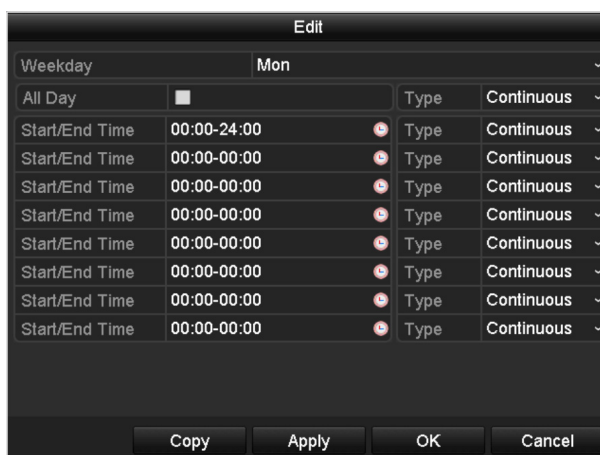 Edit
Weekday Mon
All Day Type Continuous
Start/End Time 00:00-24:00 Type Continuous
Start/End Time 00:00-00:00 Type Continuous
Start/End Time 00:00-00:00 Type Continuous
Start/End Time 00:00-00:00 Type Continuous
Start/End Time 00:00-00:00 Type Continuous
Start/End Time 00:00-00:00 Type Continuous
Start/End Time 00:00-00:00 Type Continuous
Start/End Time 00:00-00:00 Type Continuous
Copy Apply OK Cancel